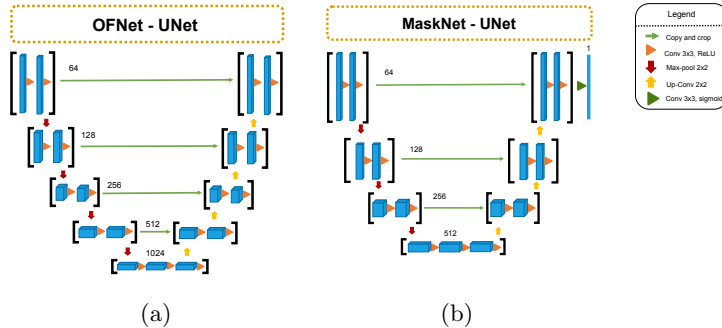 OFNet - UNet
64
128
256
512
1024
(a)
MaskNet - UNet
64
1
128
256
512
(b)
Legend
Copy and crop
Conv 3x3, ReLU
Max-pool 2x2
Up-Conv 2x2
Conv 3x3, sigmoid